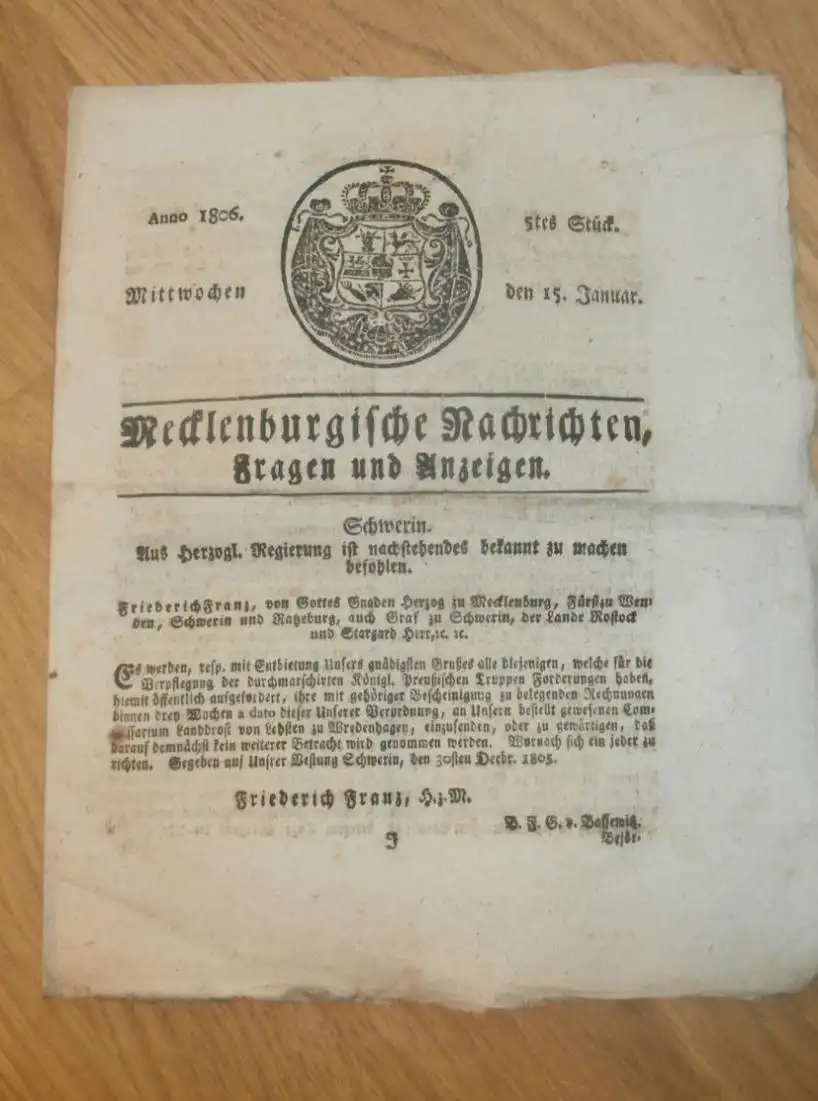 Anno 1806.
5tes Stück.
Mittwochen
den 15. Januar.
Mecklenburgische Nachrichten,
Fragen und Anzeigen.
Schwerin.
Aus Herzogl. Regierung ist nachstehendes bekannt zu machen
befohlen.
Friederich Franz, von Gottes Gnaden Herzog zu Mecklenburg, Fürst zu Wen-
den, Schwerin und Ratzeburg, auch Graf zu Schwerin, der Lande Rostock
und Stargard Herr, ꝛc. ꝛc.
Es werden, resp. mit Entbietung Unsers gnädigsten Grußes alle diejenigen, welche für die
Verpflegung der durchmarschirten Königl. Preußischen Truppen Forderungen haben,
hiemit öffentlich aufgefordert, ihre mit gehöriger Bescheinigung zu belegenden Rechnungen
binnen drey Wochen a dato dieser Unserer Verordnung, an Unsern bestellt gewesenen Com-
missarium Landdrost von Lehsten zu Wredenhagen, einzusenden, oder zu gewärtigen, daß
darauf demnächst kein weiterer Betracht wird genommen werden. Wornach sich ein jeder zu
richten. Gegeben auf Unsrer Vestung Schwerin, den 30sten Decbr. 1805.
Friederich Franz, H. z. M.
B. F. G. v. Bassewitz.
J